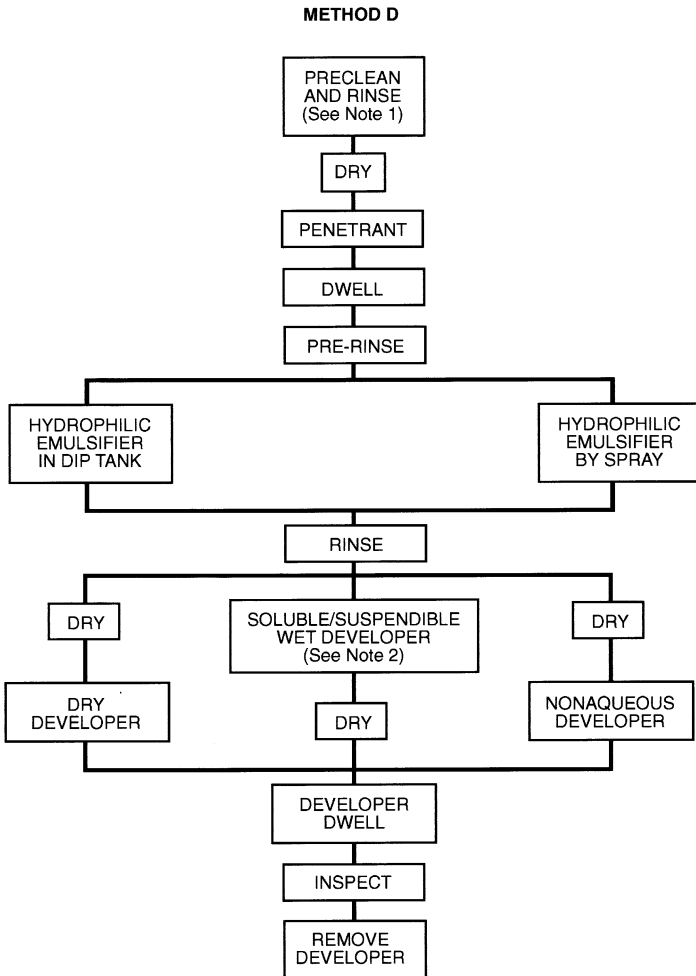 METHOD D
PRECLEAN
AND RINSE
(See Note 1)
DRY
PENETRANT
DWELL
PRE-RINSE
HYDROPHILIC
EMULSIFIER
IN DIP TANK
HYDROPHILIC
EMULSIFIER
BY SPRAY
RINSE
DRY
SOLUBLE/SUSPENDIBLE
WET DEVELOPER
(See Note 2)
DRY
DRY
DEVELOPER
DRY
NONAQUEOUS
DEVELOPER
DEVELOPER
DWELL
INSPECT
REMOVE
DEVELOPER